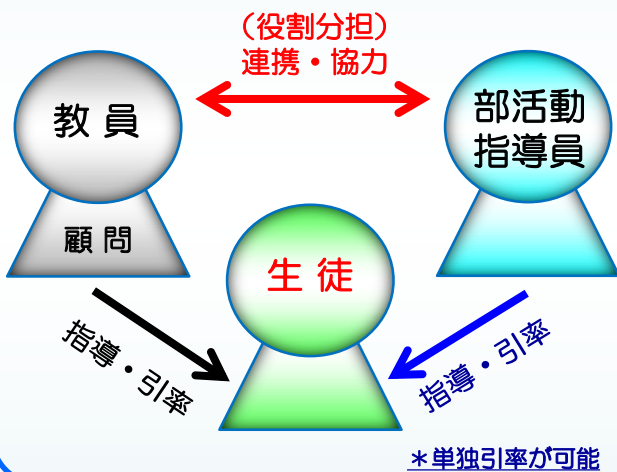 （役割分担）
連携・協力
教 員
部活動
指導員
顧 問
生 徒
指導・引率
指導・引率
＊単独引率が可能